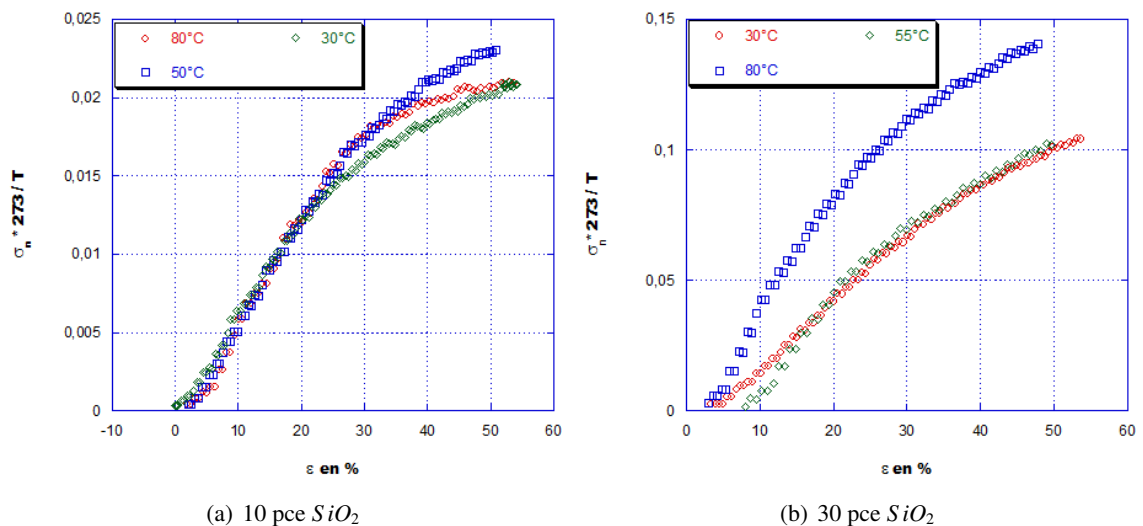 0,025
0,02
0,015
0,01
0,005
0
80°C 30°C
50°C
σn * 273 / T
-10 0 10 20 30 40 50 60
ε en %
(a) 10 pce SiO2
0,15
0,1
0,05
0
30°C 55°C
80°C
σn * 273 / T
0 10 20 30 40 50 60
ε en %
(b) 30 pce SiO2